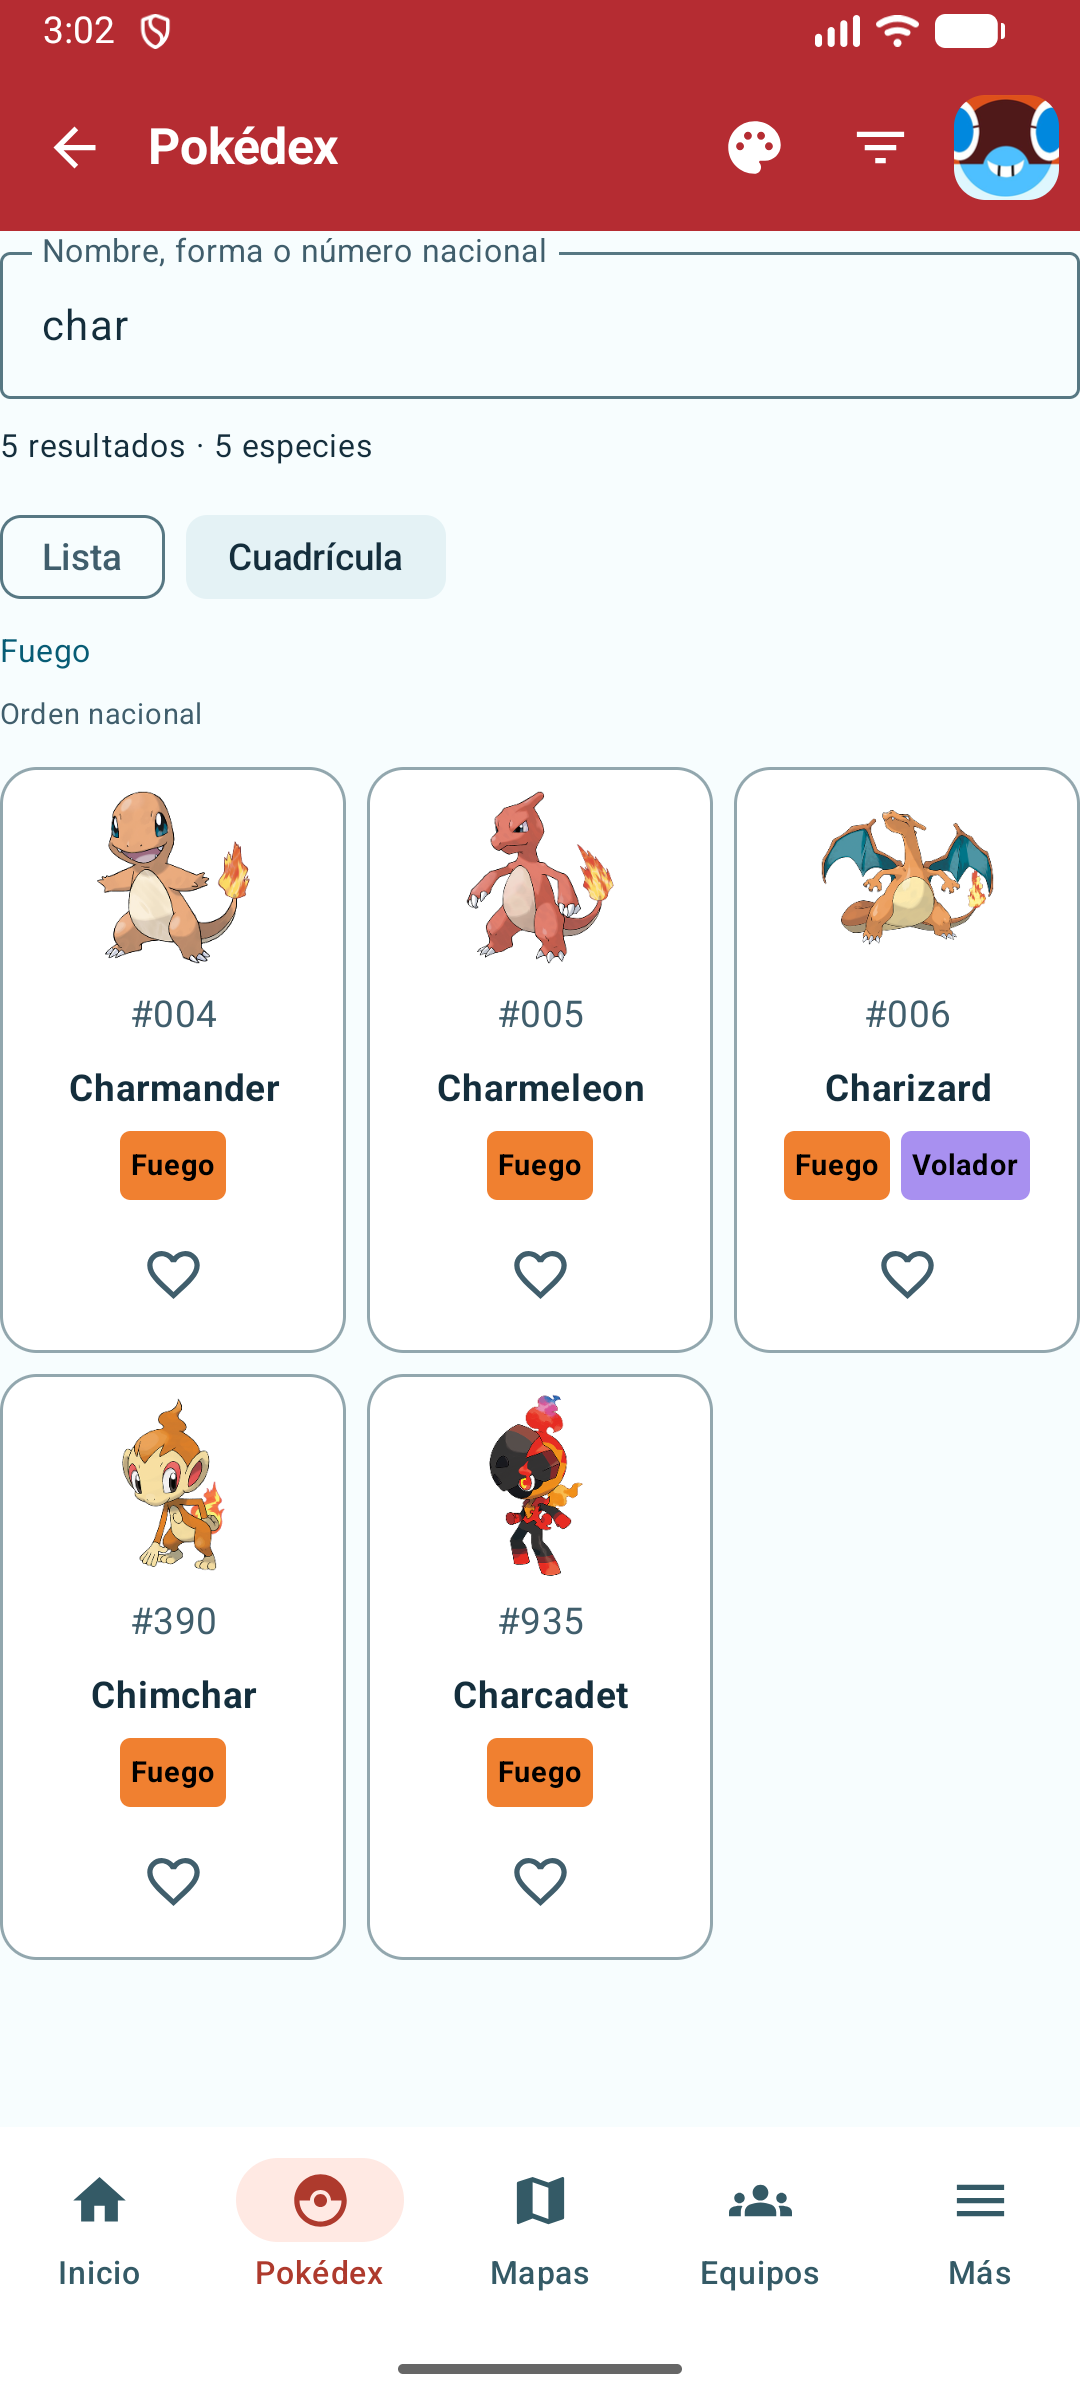 3:02
Pokédex
Nombre, forma o número nacional
char
5 resultados · 5 especies
Lista Cuadrícula
Fuego
Orden nacional
#004 #005 #006
Charmander Charmeleon Charizard
Fuego Fuego Fuego Volador
#390 #935
Chimchar Charcadet
Fuego Fuego
Inicio Pokédex Mapas Equipos Más